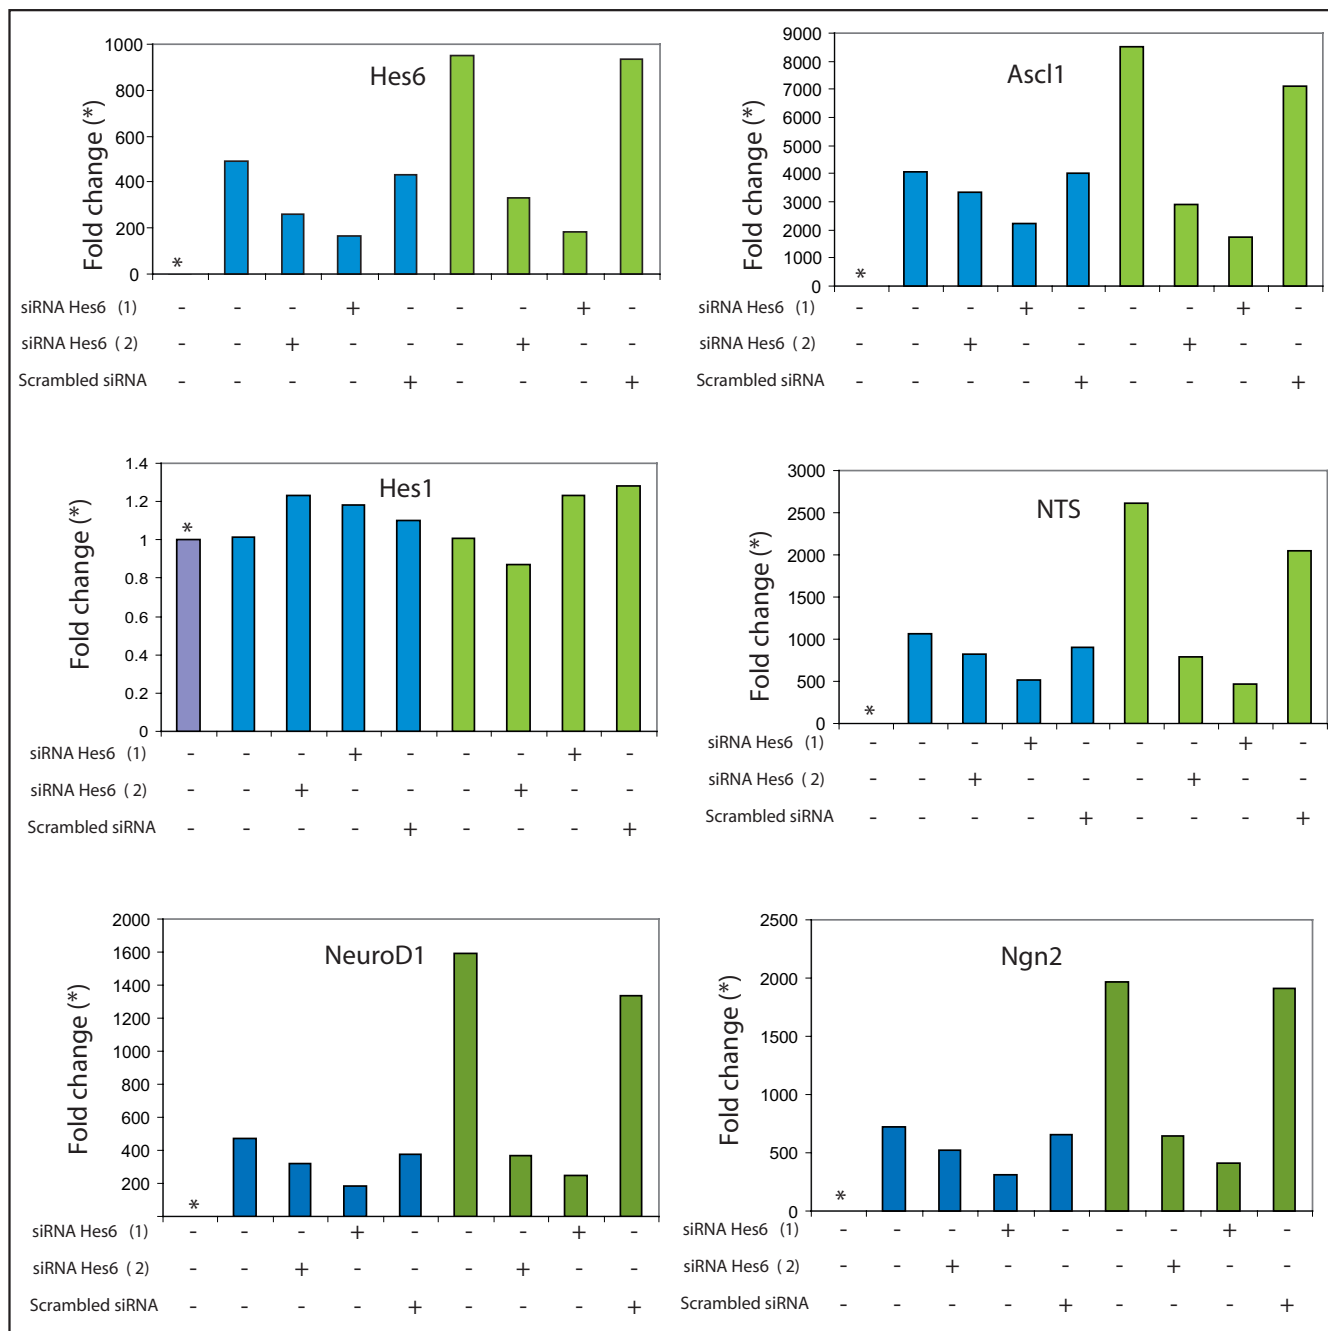 Hes6
Fold change (*)
1000
800
600
400
200
0
*
siRNA Hes6 (1) - - - + - - - + -
siRNA Hes6 ( 2) - - + - - - + - -
Scrambled siRNA - - - - + - - - +
Ascl1
Fold change (*)
9000
8000
7000
6000
5000
4000
3000
2000
1000
0
*
siRNA Hes6 (1) - - - + - - - + -
siRNA Hes6 ( 2) - - + - - - + - -
Scrambled siRNA - - - - + - - - +
Hes1
Fold change (*)
1.4
1.2
1
0.8
0.6
0.4
0.2
0
*
siRNA Hes6 (1) - - - + - - - + -
siRNA Hes6 ( 2) - - + - - - + - -
Scrambled siRNA - - - - + - - - +
NTS
Fold change (*)
3000
2500
2000
1500
1000
500
0
*
siRNA Hes6 (1) - - - + - - - + -
siRNA Hes6 ( 2) - - + - - - + - -
Scrambled siRNA - - - - + - - - +
NeuroD1
Fold change (*)
2000
1600
1400
1200
1000
800
600
400
200
*
siRNA Hes6 (1) - - - + - - - + -
siRNA Hes6 ( 2) - - + - - - + - -
Scrambled siRNA - - - - + - - - +
Ngn2
Fold change (*)
2500
2000
1500
1000
500
0
*
siRNA Hes6 (1) - - - + - - - + -
siRNA Hes6 ( 2) - - + - - - + - -
Scrambled siRNA - - - - + - - - +